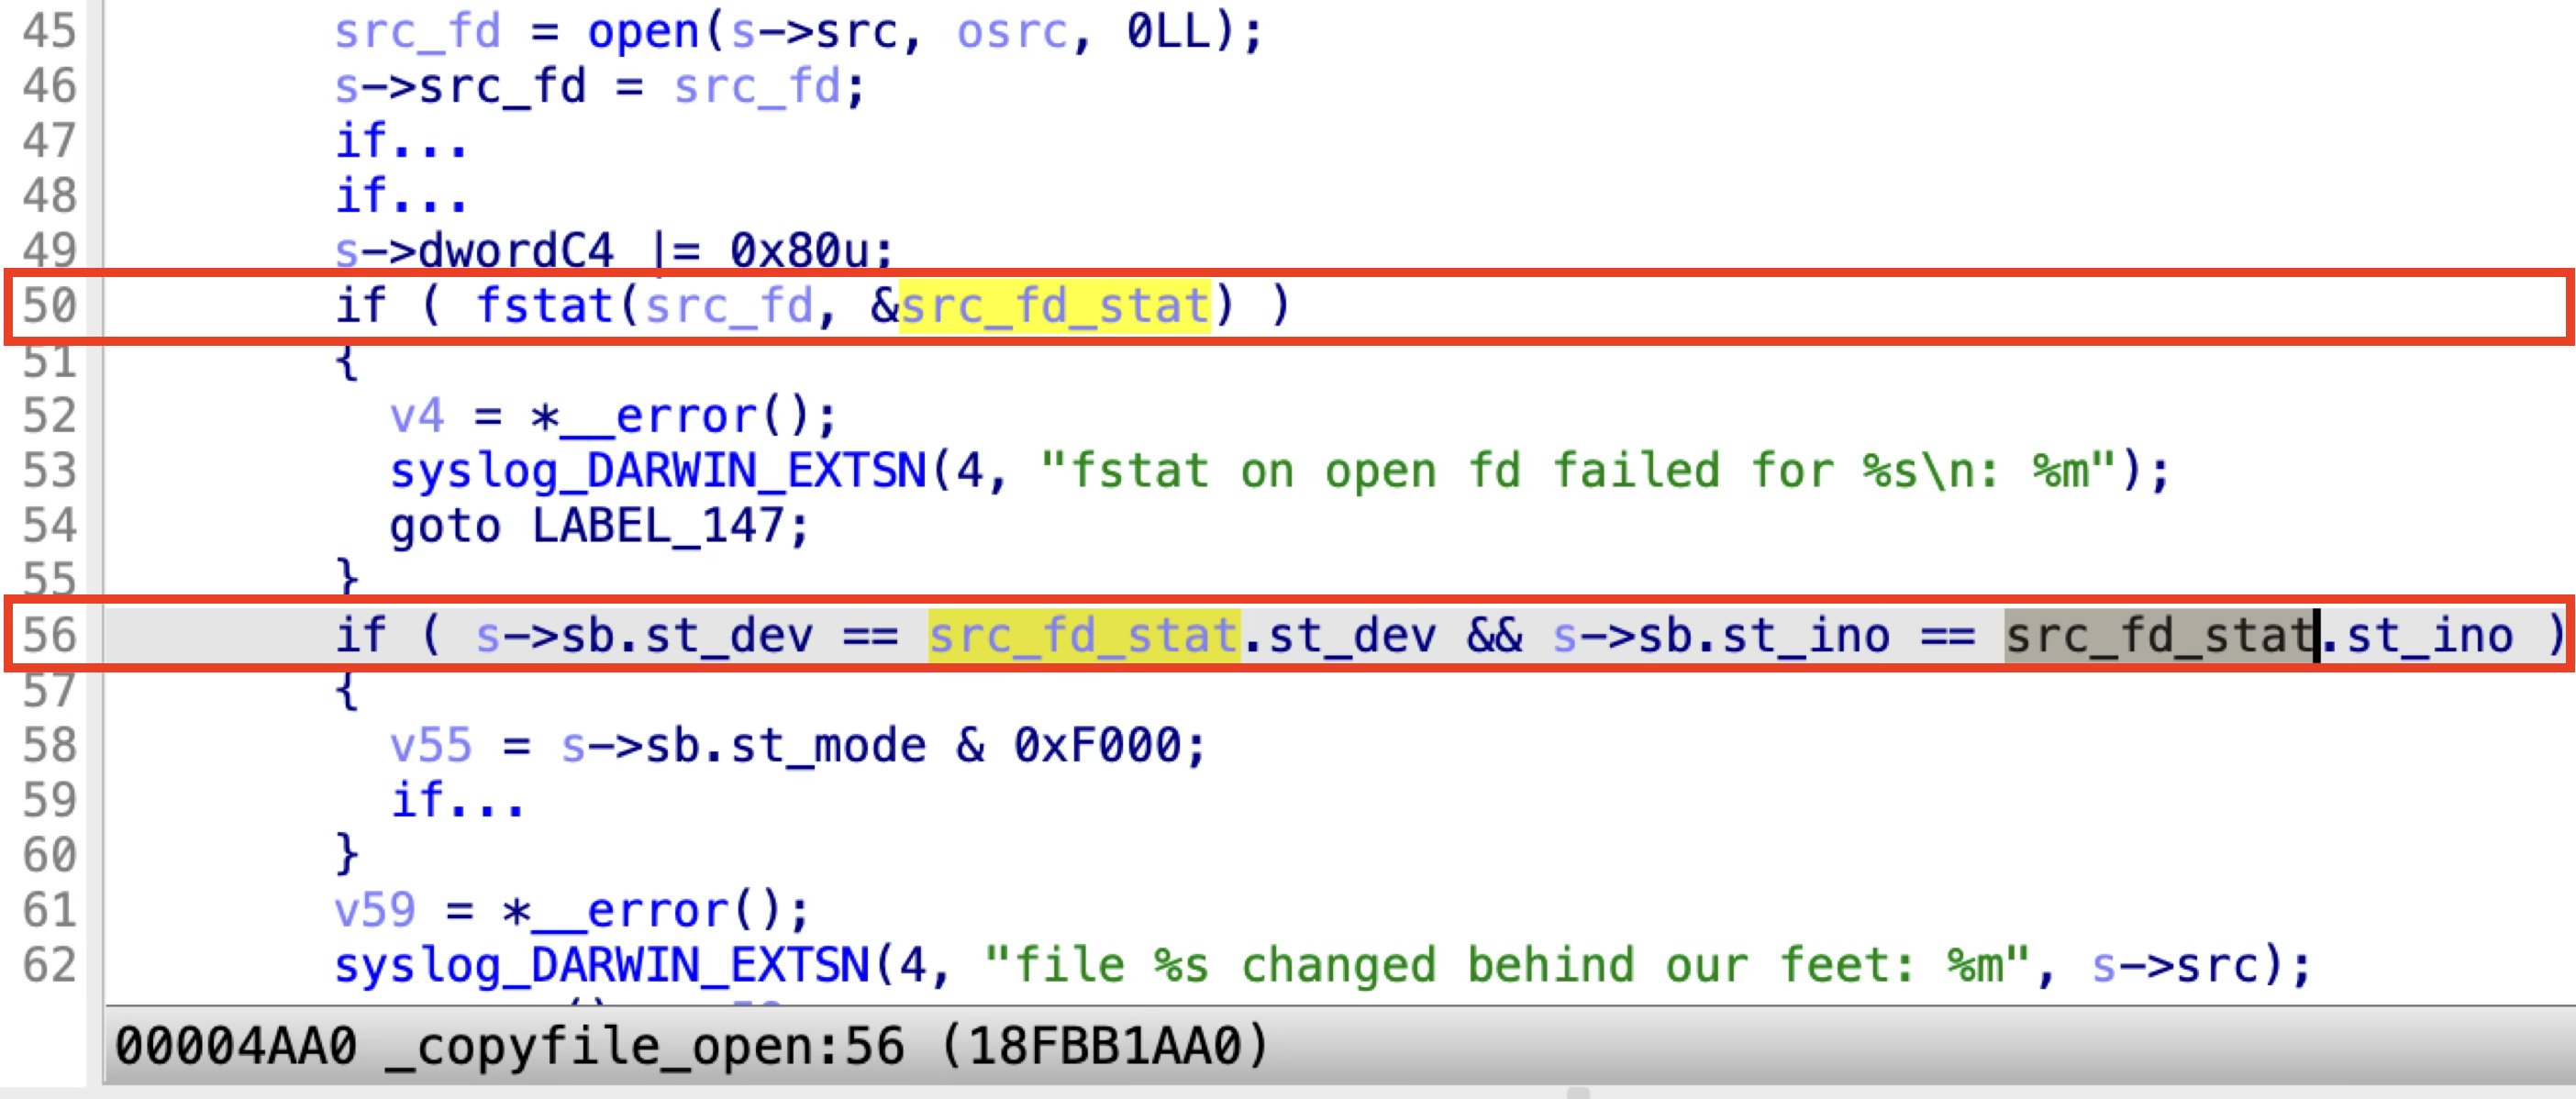 45 src_fd = open(s->src, osrc, 0LL);
46 s->src_fd = src_fd;
47 if...
48 if...
49 s->dwordC4 |= 0x80u;
50 if ( fstat(src_fd, &src_fd_stat) )
51 {
52 v4 = *__error();
53 syslog_DARWIN_EXTSN(4, "fstat on open fd failed for %s\n: %m");
54 goto LABEL_147;
55 }
56 if ( s->sb.st_dev == src_fd_stat.st_dev && s->sb.st_ino == src_fd_stat.st_ino )
57 {
58 v55 = s->sb.st_mode & 0xF000;
59 if...
60 }
61 v59 = *__error();
62 syslog_DARWIN_EXTSN(4, "file %s changed behind our feet: %m", s->src);
00004AA0 _copyfile_open:56 (18FBB1AA0)